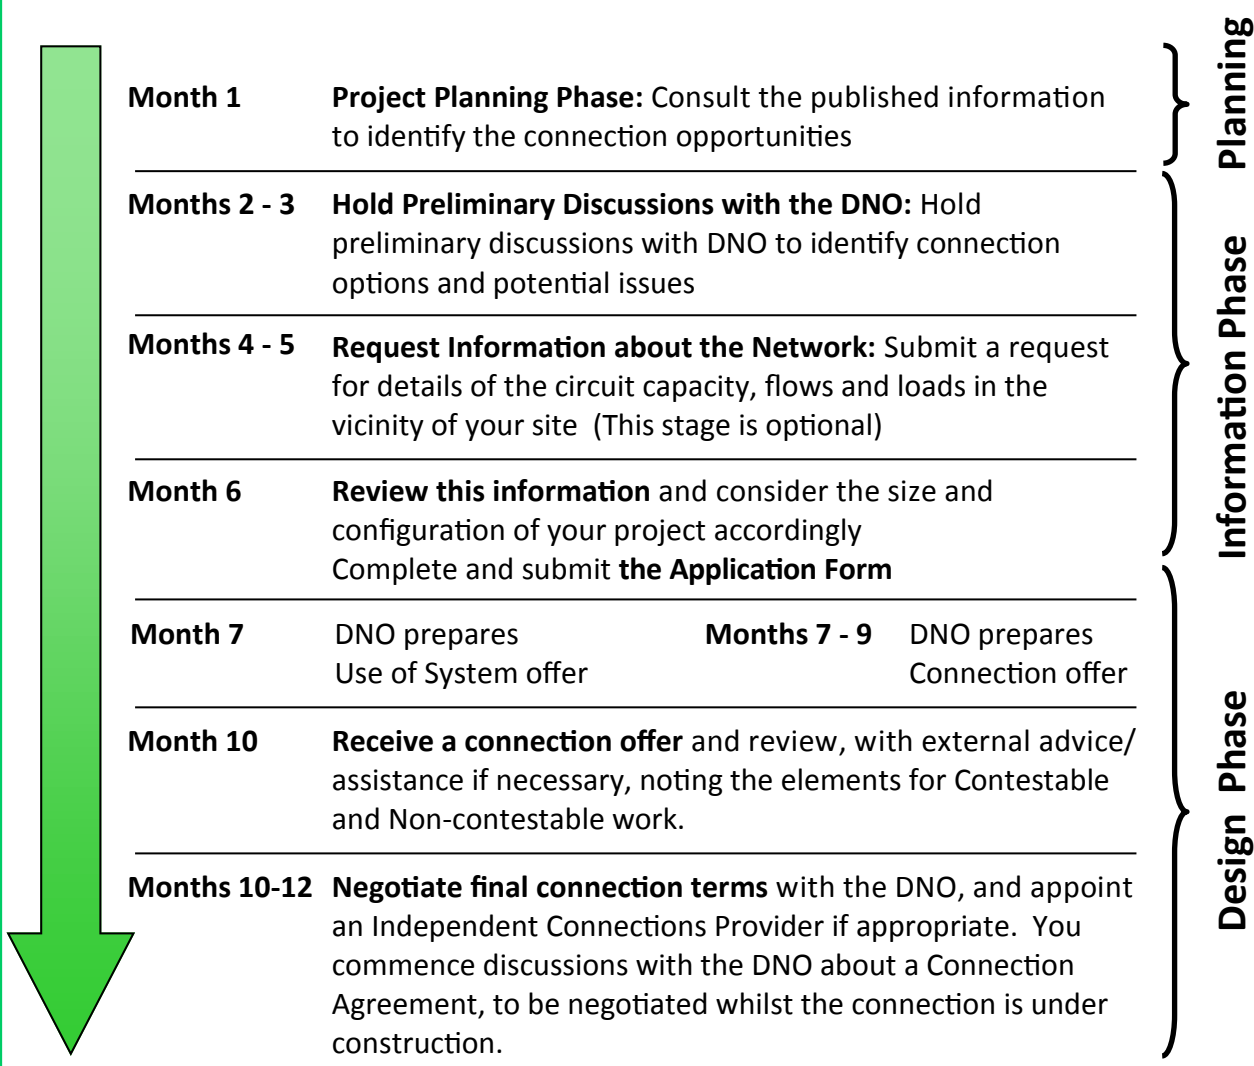 Month 1 Project Planning Phase: Consult the published information
to identify the connection opportunities
Planning
Months 2 - 3 Hold Preliminary Discussions with the DNO: Hold
preliminary discussions with DNO to identify connection
options and potential issues
Months 4 - 5 Request Information about the Network: Submit a request
for details of the circuit capacity, flows and loads in the
vicinity of your site (This stage is optional)
Month 6 Review this information and consider the size and
configuration of your project accordingly
Complete and submit the Application Form
Information Phase
Month 7 DNO prepares Months 7 - 9 DNO prepares
Use of System offer Connection offer
Month 10 Receive a connection offer and review, with external advice/
assistance if necessary, noting the elements for Contestable
and Non-contestable work.
Months 10-12 Negotiate final connection terms with the DNO, and appoint
an Independent Connections Provider if appropriate. You
commence discussions with the DNO about a Connection
Agreement, to be negotiated whilst the connection is under
construction.
Design Phase